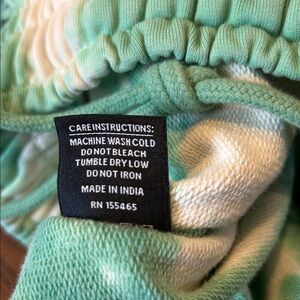 CARE INSTRUCTIONS:
MACHINE WASH COLD
DO NOT BLEACH
TUMBLE DRY LOW
DO NOT IRON
MADE IN INDIA
RN 155465